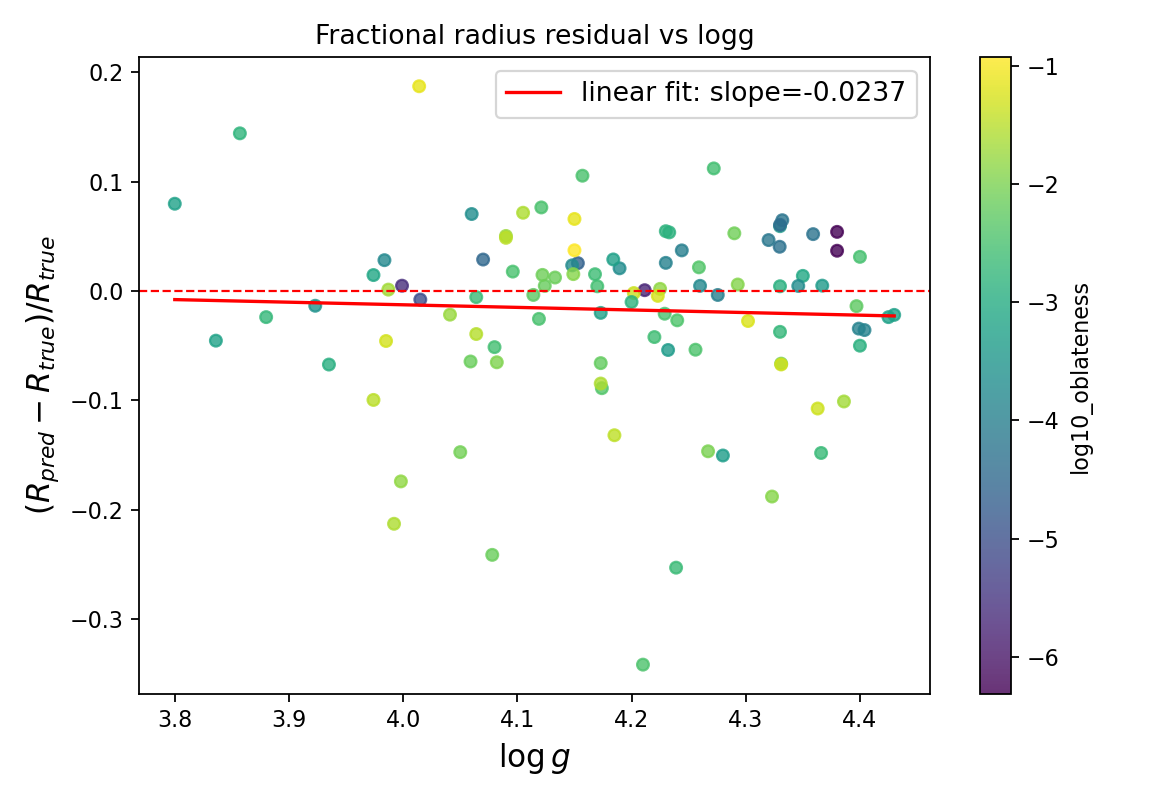 Fractional radius residual vs logg
linear fit: slope=-0.0237
0.2
0.1
0.0
−0.1
−0.2
−0.3
(R_pred − R_true)/R_true
3.8 3.9 4.0 4.1 4.2 4.3 4.4
log g
−1
−2
−3
−4
−5
−6
log10_oblateness